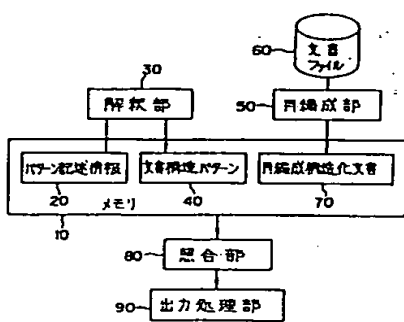 60
文書
ファイル
30
解釈部
50
再編成部
パターン記述情報
文書構造パターン
再編成構造化文書
20
メモリ
40
70
10
80
照合部
90
出力処理部